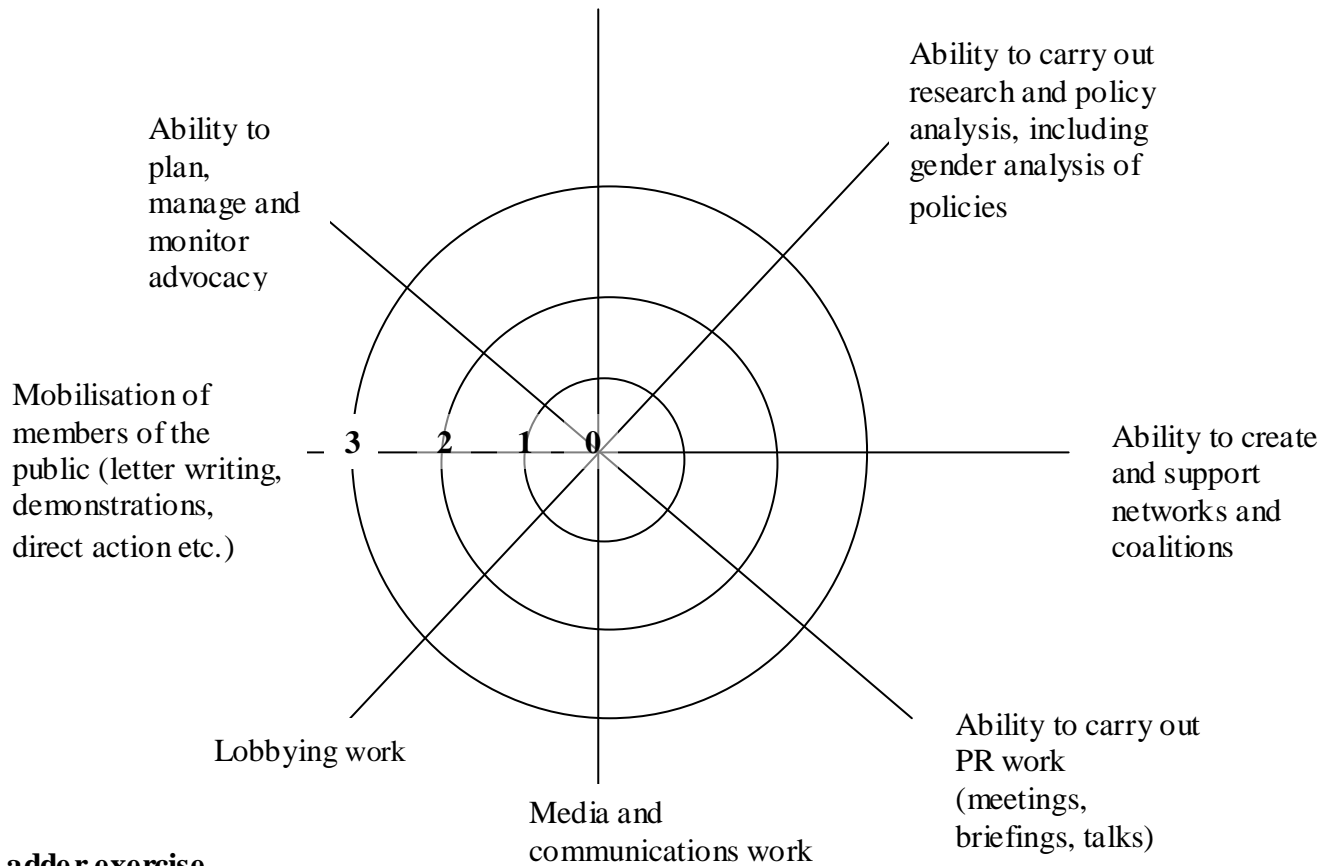 Ability to carry out
research and policy
analysis, including
gender analysis of
policies
Ability to
plan,
manage and
monitor
advocacy
Mobilisation of
members of the
public (letter writing,
demonstrations,
direct action etc.)
3 2 1 0
Ability to create
and support
networks and
coalitions
Lobbying work
Media and
communications work
Ability to carry out
PR work
(meetings,
briefings, talks)
adder exercise